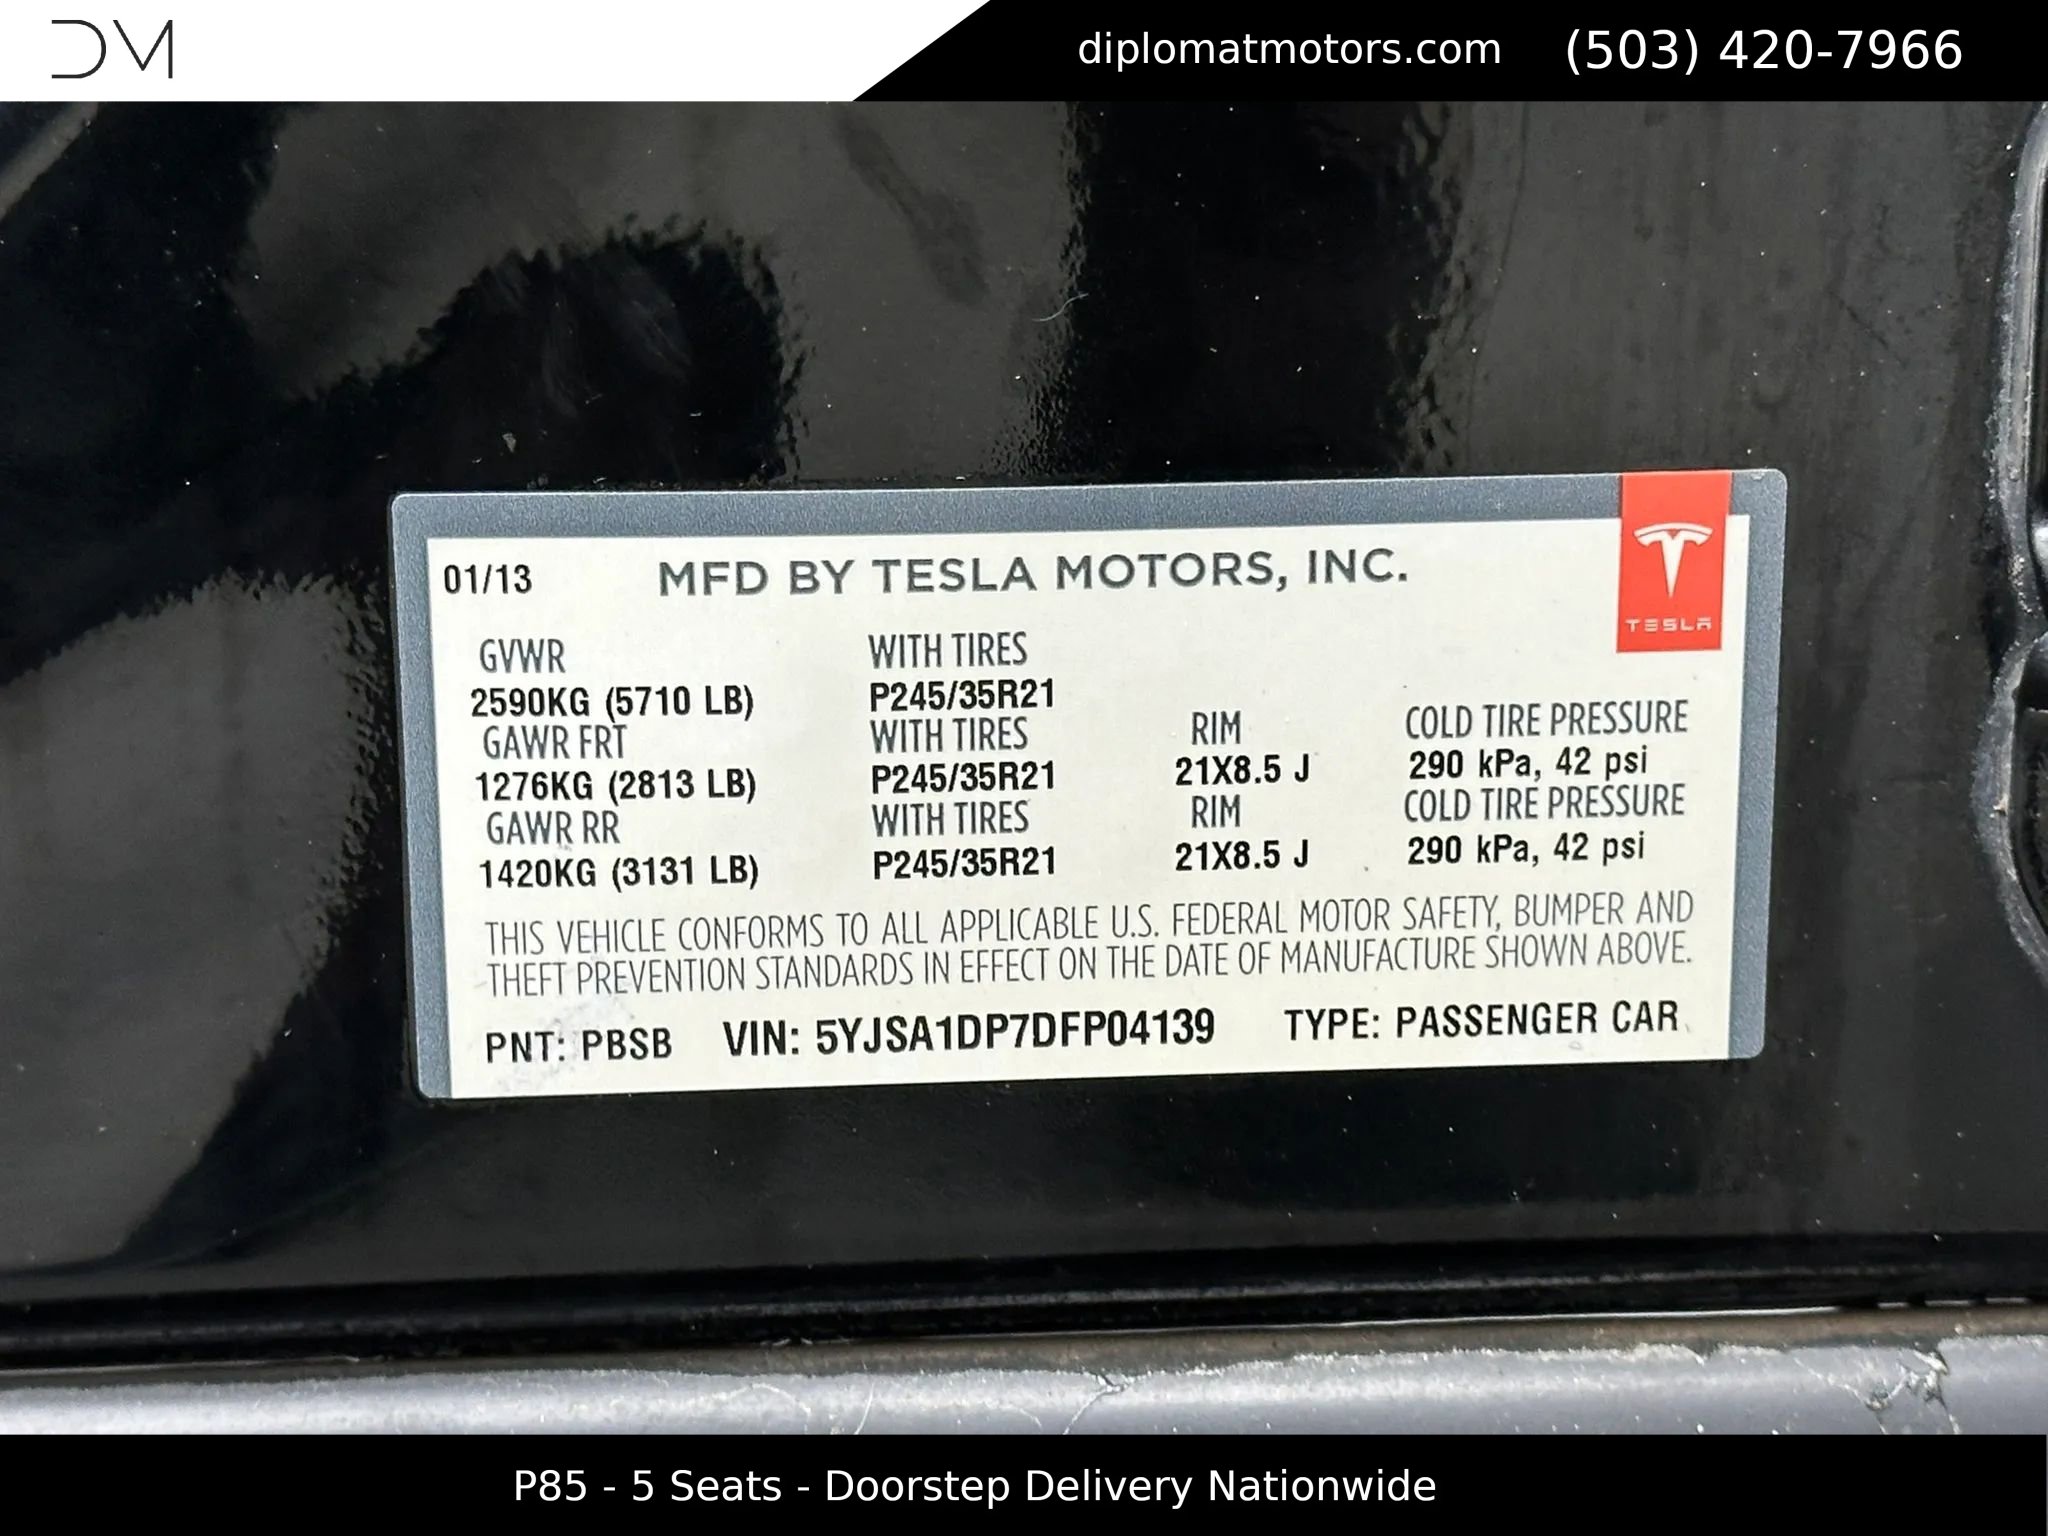 DM
diplomatmotors.com (503) 420-7966
01/13 MFD BY TESLA MOTORS, INC.
TESLA
GVWR WITH TIRES
2590KG (5710 LB) P245/35R21
GAWR FRT WITH TIRES RIM COLD TIRE PRESSURE
1276KG (2813 LB) P245/35R21 21X8.5 J 290 kPa, 42 psi
GAWR RR WITH TIRES RIM COLD TIRE PRESSURE
1420KG (3131 LB) P245/35R21 21X8.5 J 290 kPa, 42 psi
THIS VEHICLE CONFORMS TO ALL APPLICABLE U.S. FEDERAL MOTOR SAFETY, BUMPER AND
THEFT PREVENTION STANDARDS IN EFFECT ON THE DATE OF MANUFACTURE SHOWN ABOVE.
PNT: PBSB VIN: 5YJSA1DP7DFP04139 TYPE: PASSENGER CAR
P85 - 5 Seats - Doorstep Delivery Nationwide